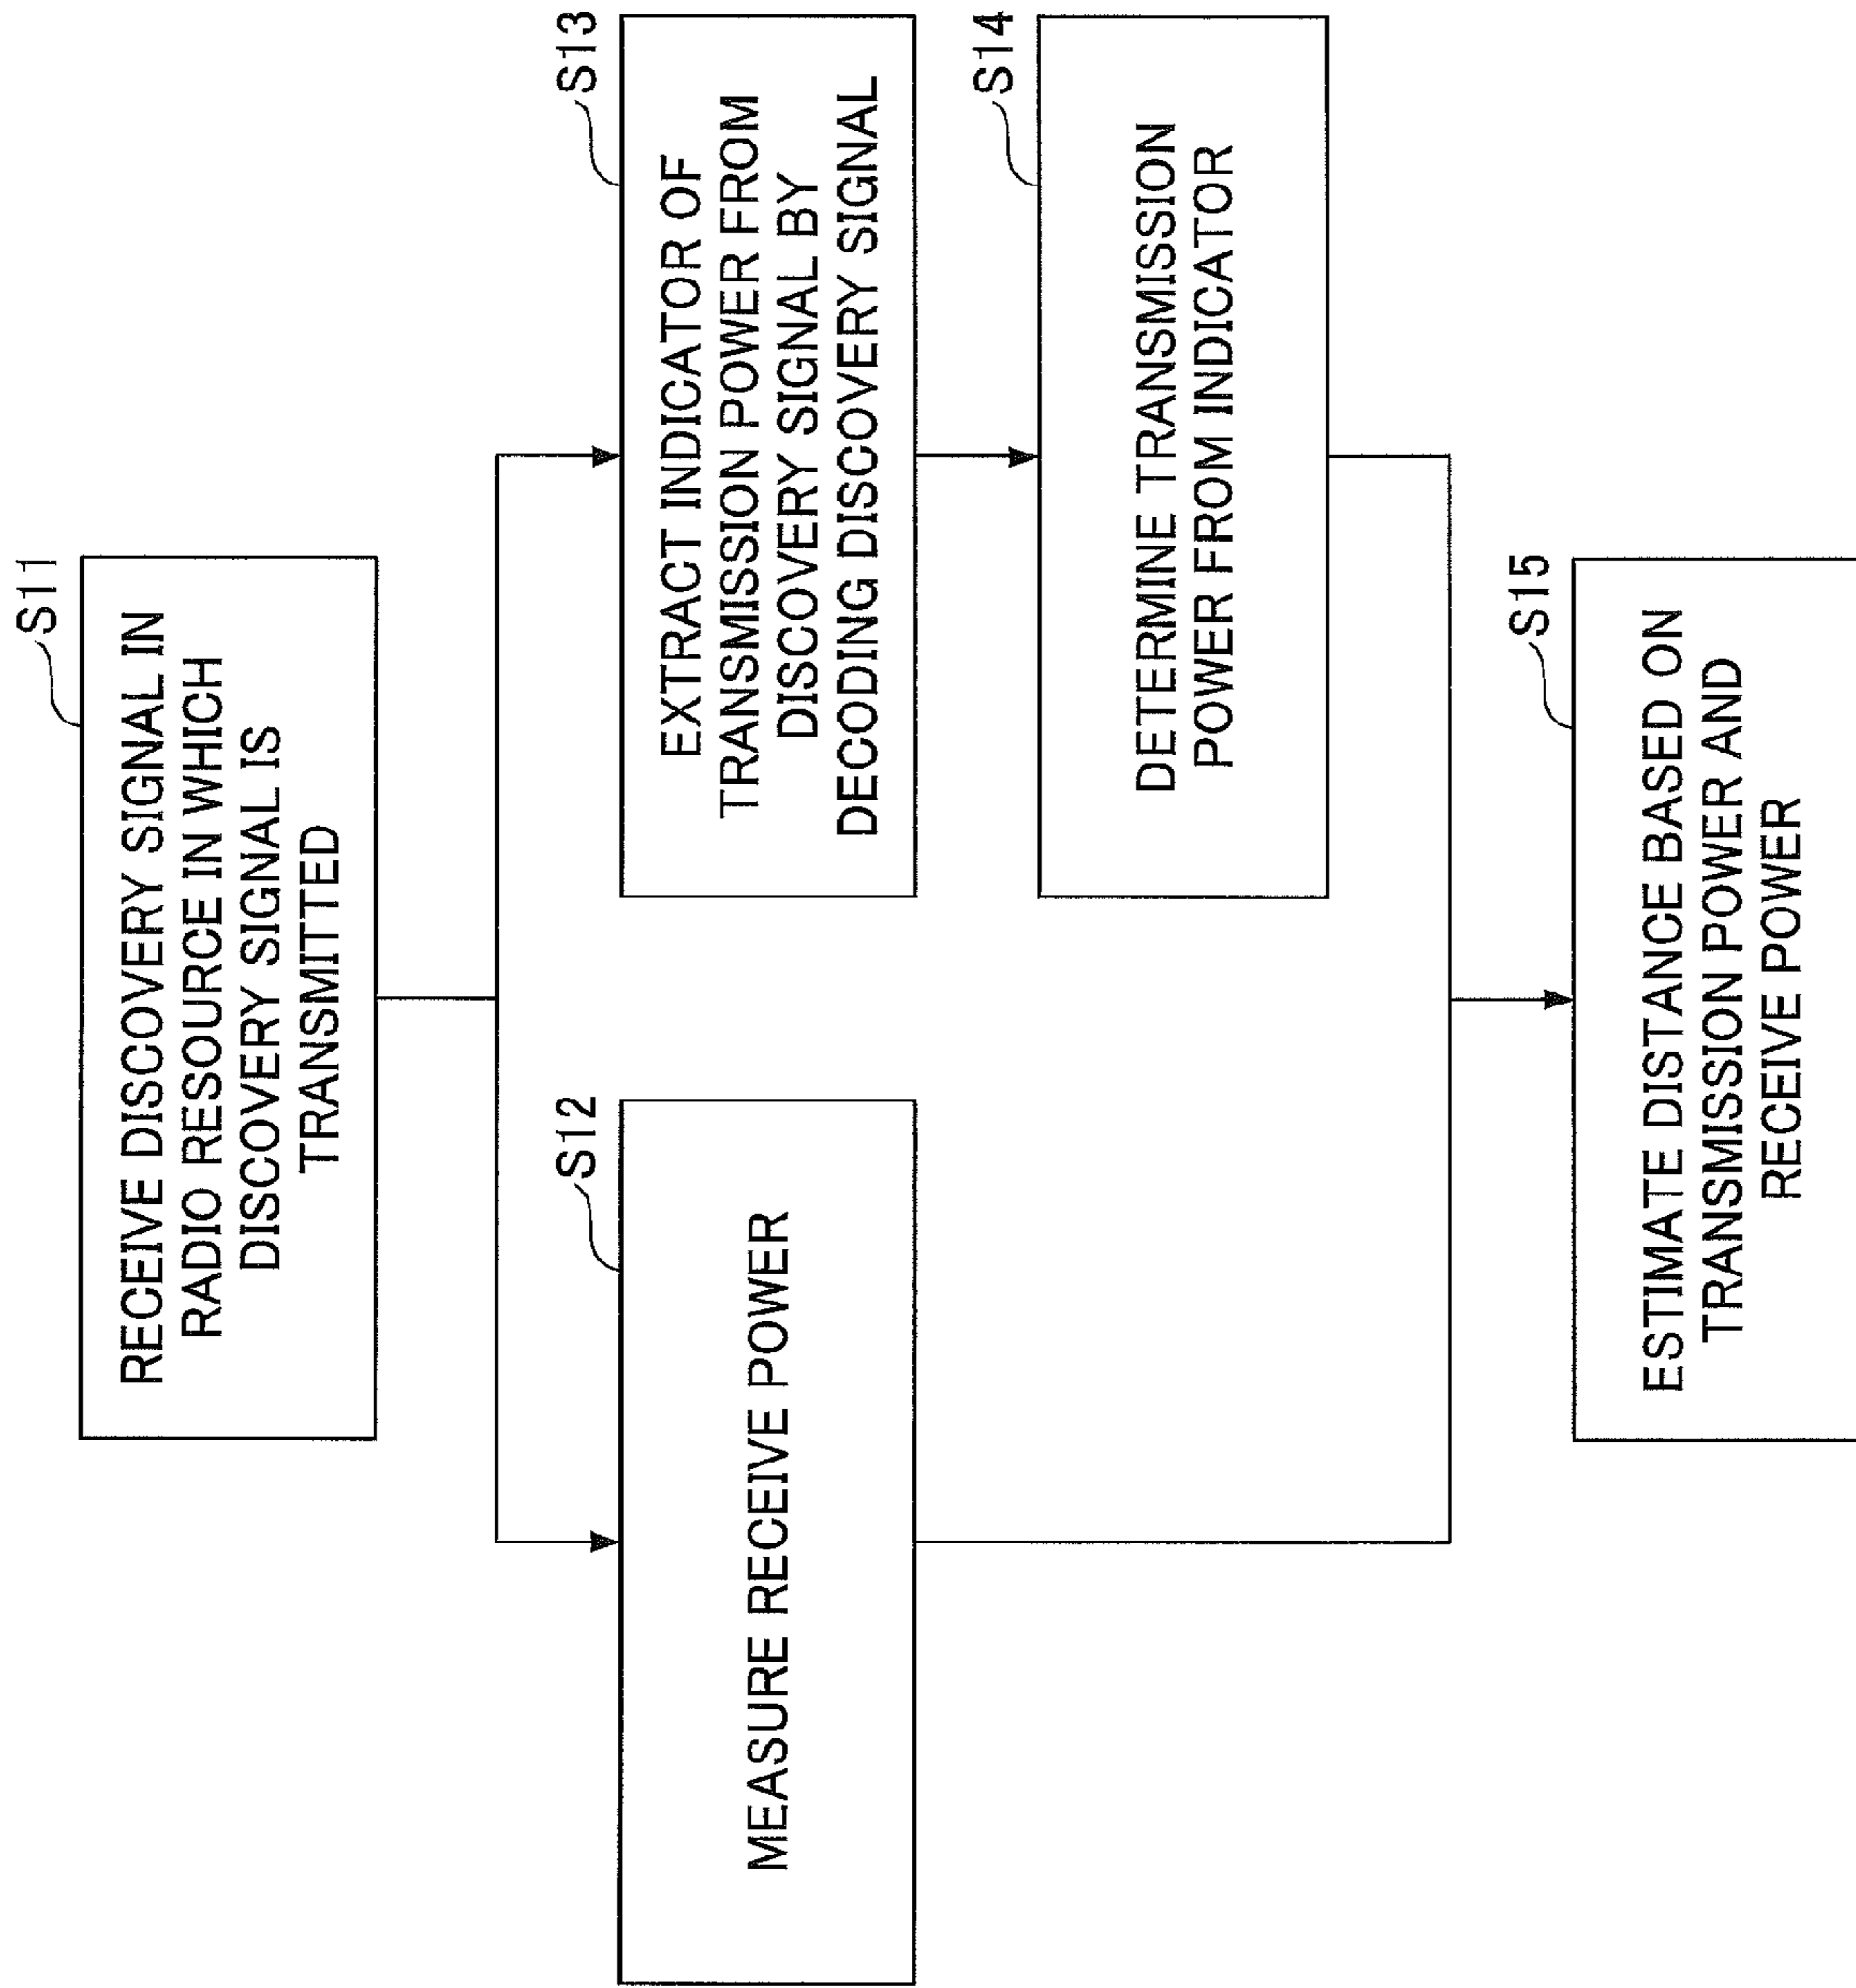 S11
RECEIVE DISCOVERY SIGNAL IN
RADIO RESOURCE IN WHICH
DISCOVERY SIGNAL IS
TRANSMITTED
S12
MEASURE RECEIVE POWER
S13
EXTRACT INDICATOR OF
TRANSMISSION POWER FROM
DISCOVERY SIGNAL BY
DECODING DISCOVERY SIGNAL
S14
DETERMINE TRANSMISSION
POWER FROM INDICATOR
S15
ESTIMATE DISTANCE BASED ON
TRANSMISSION POWER AND
RECEIVE POWER